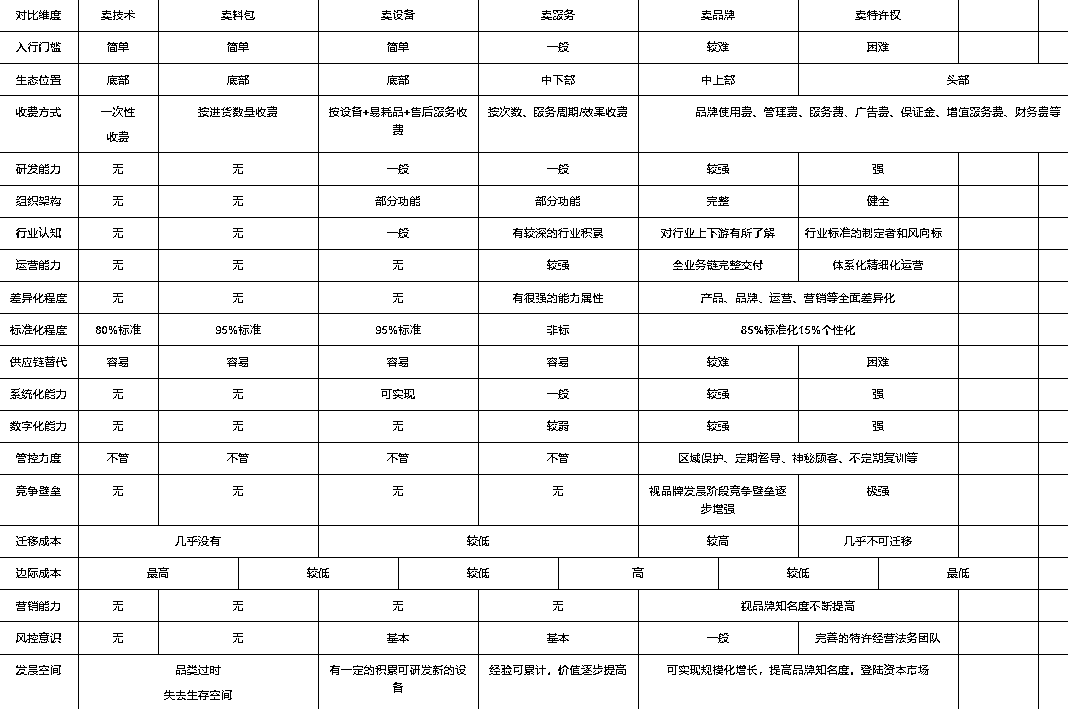 对比维度 卖技术 卖料包 卖设备 卖服务 卖品牌 卖特许权
入行门槛 简单 简单 简单 一般 较难 困难
生态位置 底部 底部 底部 中下部 中上部 头部
收费方式 一次性 按进货数量收费 按设备+易耗品+售后服务收 按次数、服务周期/效果收费 品牌使用费、管理费、服务费、广告费、保证金、增值服务费、财务费等
收费 费
研发能力 无 无 一般 一般 较强 强
组织架构 无 无 部分功能 部分功能 完整 健全
行业认知 无 无 一般 有较深的行业积累 对行业上下游有所了解 行业标准的制定者和风向标
运营能力 无 无 无 较强 全业务链完整交付 体系化精细化运营
差异化程度 无 无 无 有很强的能力属性 产品、品牌、运营、营销等全面差异化
标准化程度 80%标准 95%标准 95%标准 非标 85%标准化15%个性化
供应链替代 容易 容易 容易 容易 较难 困难
系统化能力 无 无 可实现 一般 较强 强
数字化能力 无 无 无 较弱 较强 强
管控力度 不管 不管 不管 不管 区域保护、定期督导、神秘顾客、不定期复训等
竞争壁垒 无 无 无 无 视品牌发展阶段竞争壁垒逐 极强
步增强
迁移成本 几乎没有 较低 较高 几乎不可迁移
边际成本 最高 较低 较低 高 较低 最低
营销能力 无 无 无 无 视品牌知名度不断提高
风控意识 无 无 基本 基本 一般 完善的特许经营法务团队
发展空间 品类过时 有一定的积累可研发新的设 经验可累计，价值逐步提高 可实现规模化增长，提高品牌知名度，登陆资本市场
失去生存空间 备